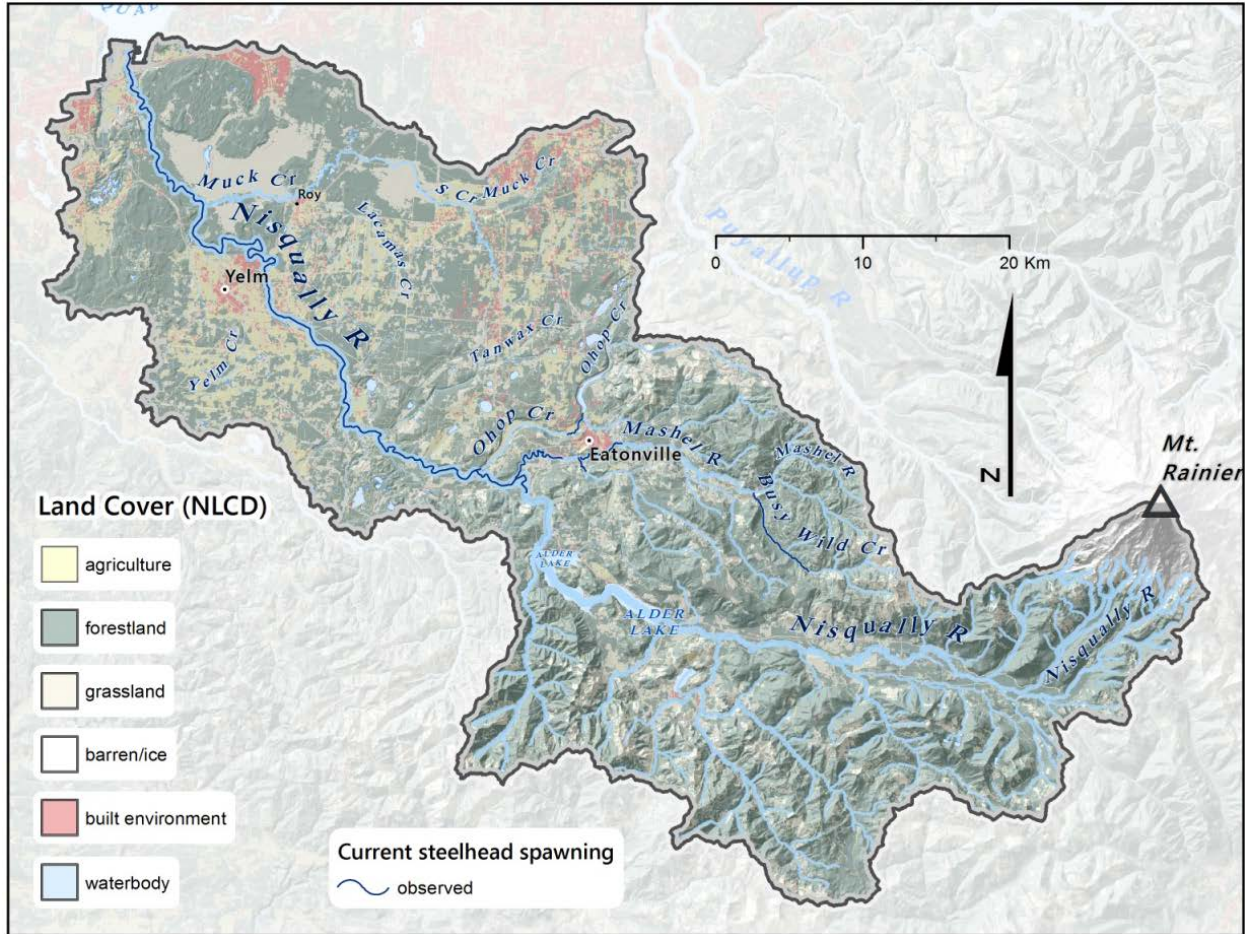 QUAL
Muck Cr
Roy
S Cr
Muck Cr
Lacamas Cr
Nisqually R
Puyallup R
0 10 20 Km
Yelm
Yelm Cr
Tanwax Cr
Ohop Cr
Ohop Cr
Mashel R
Eatonville
Mashel R
Busy Wild Cr
N
Mt.
Rainier
ALDER
LAKE
ALDER
LAKE
Nisqually R
Nisqually R
Land Cover (NLCD)
agriculture
forestland
grassland
barren/ice
built environment
waterbody
Current steelhead spawning
observed